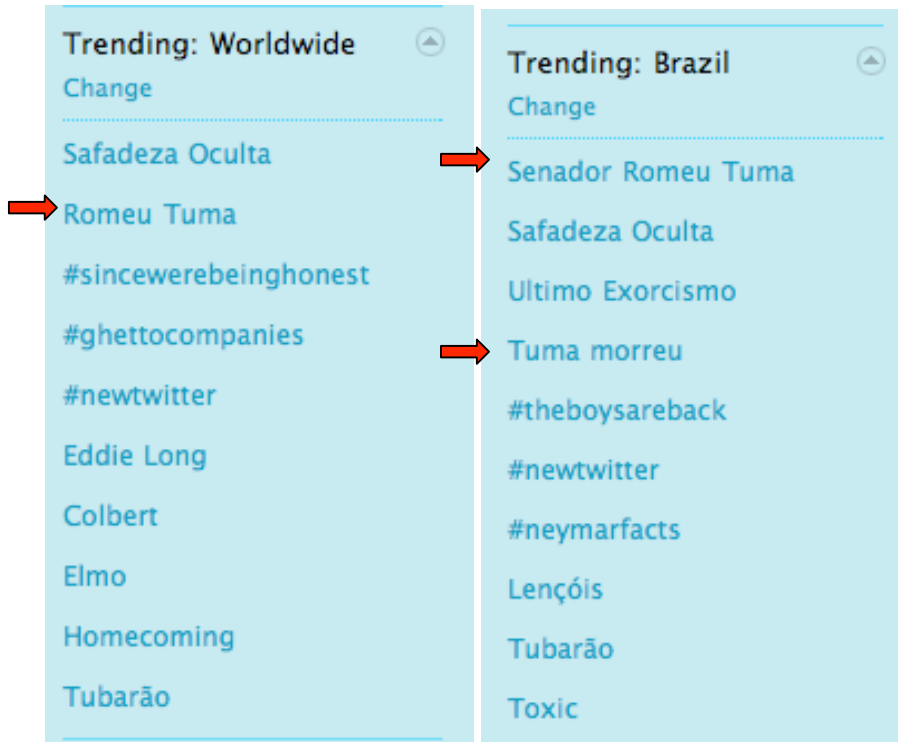 Trending: Worldwide
Change
Safadeza Oculta
Romeu Tuma
#sincewerebeinghonest
#ghettocompanies
#newtwitter
Eddie Long
Colbert
Elmo
Homecoming
Tubarão
Trending: Brazil
Change
Senador Romeu Tuma
Safadeza Oculta
Ultimo Exorcismo
Tuma morreu
#theboysareback
#newtwitter
#neymarfacts
Lençóis
Tubarão
Toxic